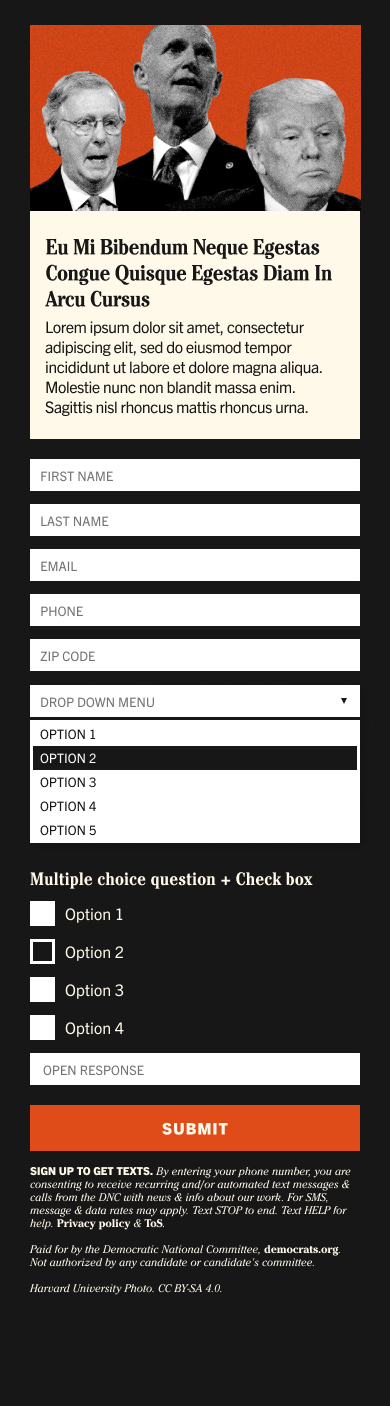 Eu Mi Bibendum Neque Egestas
Congue Quisque Egestas Diam In
Arcu Cursus
Lorem ipsum dolor sit amet, consectetur
adipiscing elit, sed do eiusmod tempor
incididunt ut labore et dolore magna aliqua.
Molestie nunc non blandit massa enim.
Sagittis nisl rhoncus mattis rhoncus urna.
FIRST NAME
LAST NAME
EMAIL
PHONE
ZIP CODE
DROP DOWN MENU
OPTION 1
OPTION 2
OPTION 3
OPTION 4
OPTION 5
Multiple choice question + Check box
Option 1
Option 2
Option 3
Option 4
OPEN RESPONSE
SUBMIT
SIGN UP TO GET TEXTS. By entering your phone number, you are
consenting to receive recurring and/or automated text messages &
calls from the DNC with news & info about our work. For SMS,
message & data rates may apply. Text STOP to end. Text HELP for
help. Privacy policy & ToS.
Paid for by the Democratic National Committee, democrats.org.
Not authorized by any candidate or candidate's committee.
Harvard University Photo. CC BY-SA 4.0.